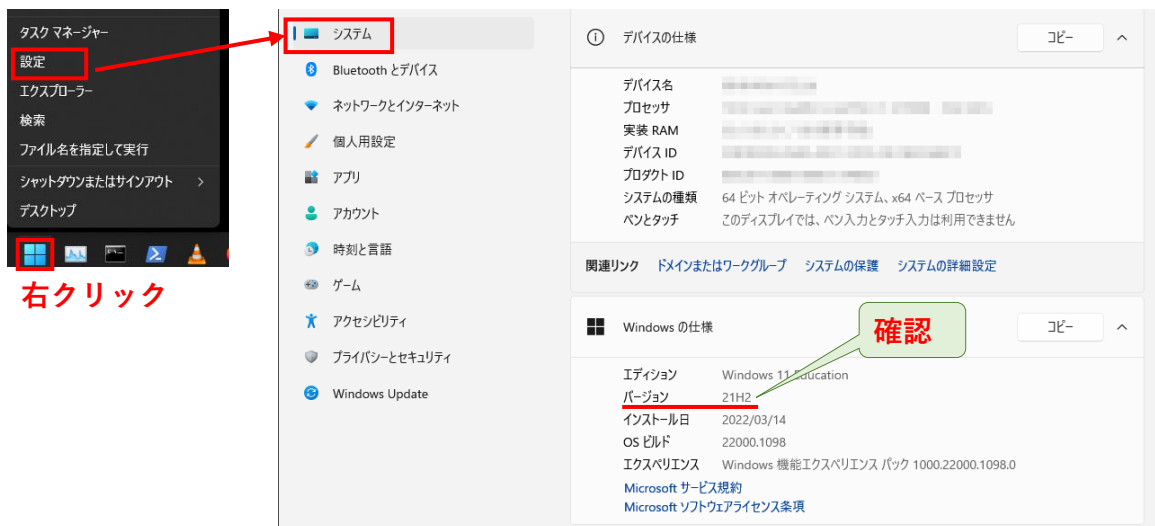 タスク マネージャー
設定
エクスプローラー
検索
ファイル名を指定して実行
シャットダウンまたはサインアウト
デスクトップ
右クリック
システム
Bluetooth とデバイス
ネットワークとインターネット
個人用設定
アプリ
アカウント
時刻と言語
ゲーム
アクセシビリティ
プライバシーとセキュリティ
Windows Update
デバイスの仕様
コピー
デバイス名
プロセッサ
実装 RAM
デバイス ID
プロダクト ID
システムの種類 64 ビット オペレーティング システム、x64 ベース プロセッサ
ペンとタッチ このディスプレイでは、ペン入力とタッチ入力は利用できません
関連リンク ドメインまたはワークグループ システムの保護 システムの詳細設定
Windows の仕様
コピー
確認
エディション Windows 11 Education
バージョン 21H2
インストール日 2022/03/14
OS ビルド 22000.1098
エクスペリエンス Windows 機能エクスペリエンス パック 1000.22000.1098.0
Microsoft サービス規約
Microsoft ソフトウェアライセンス条項